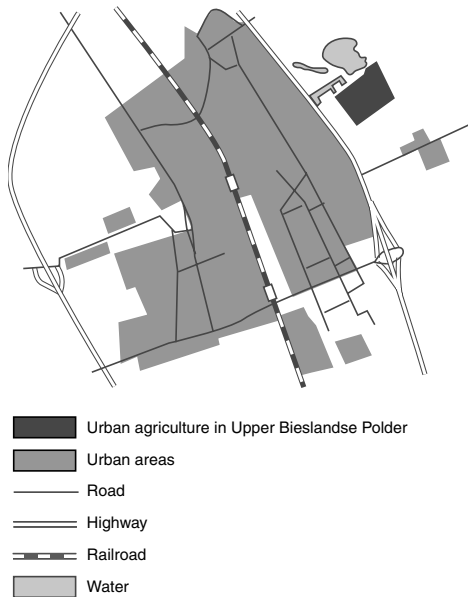 Urban agriculture in Upper Bieslandse Polder
Urban areas
Road
Highway
Railroad
Water